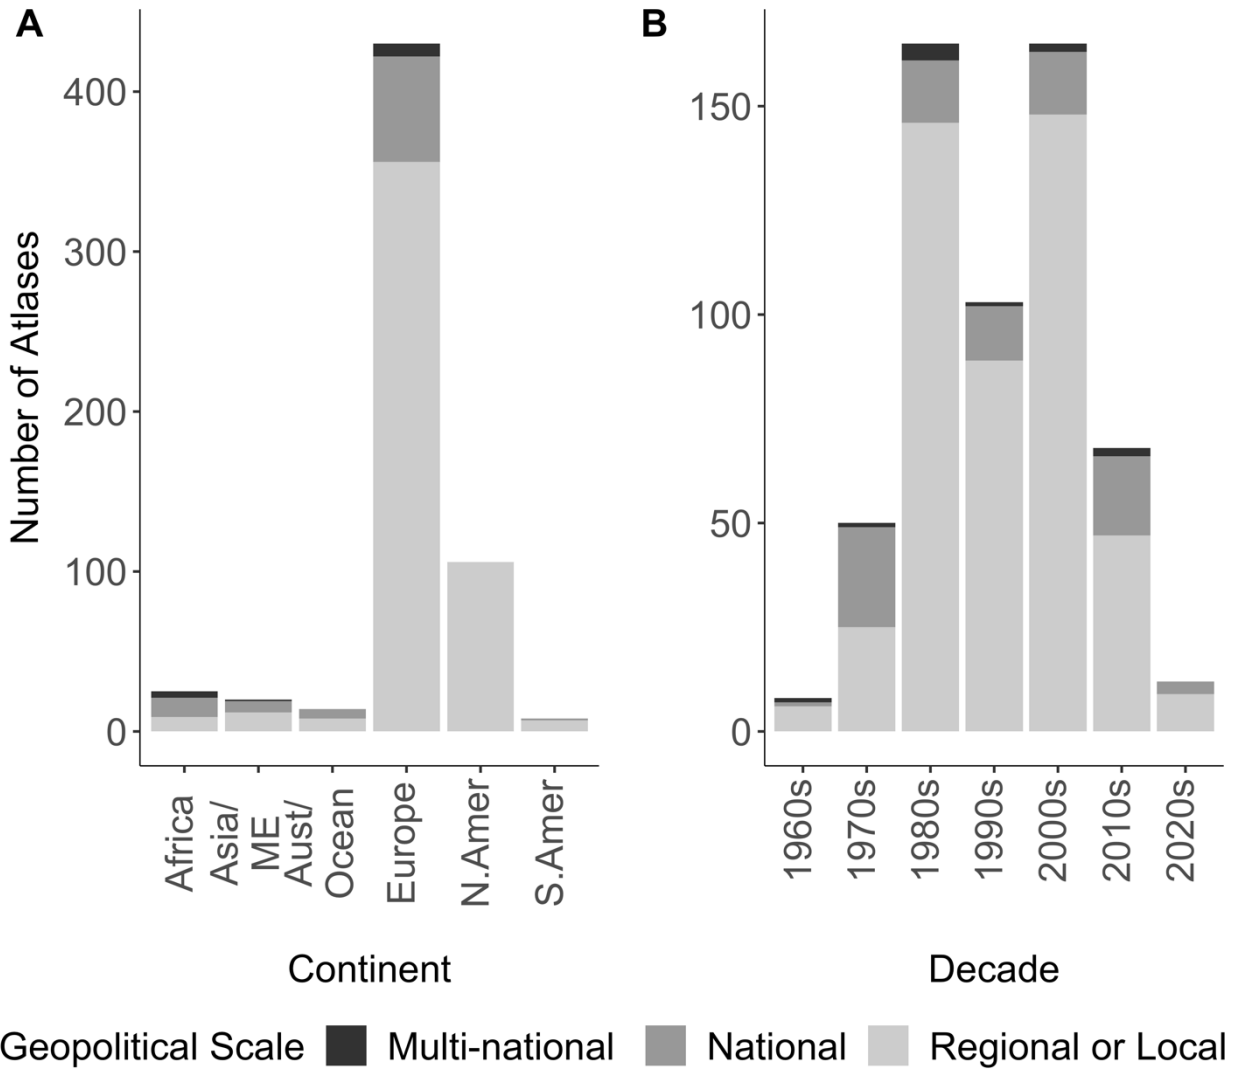 A
Number of Atlases
400
300
200
100
0
Africa
Asia/
ME
Aust/
Ocean
Europe
N.Amer
S.Amer
Continent
B
150
100
50
0
1960s
1970s
1980s
1990s
2000s
2010s
2020s
Decade
Geopolitical Scale Multi-national National Regional or Local